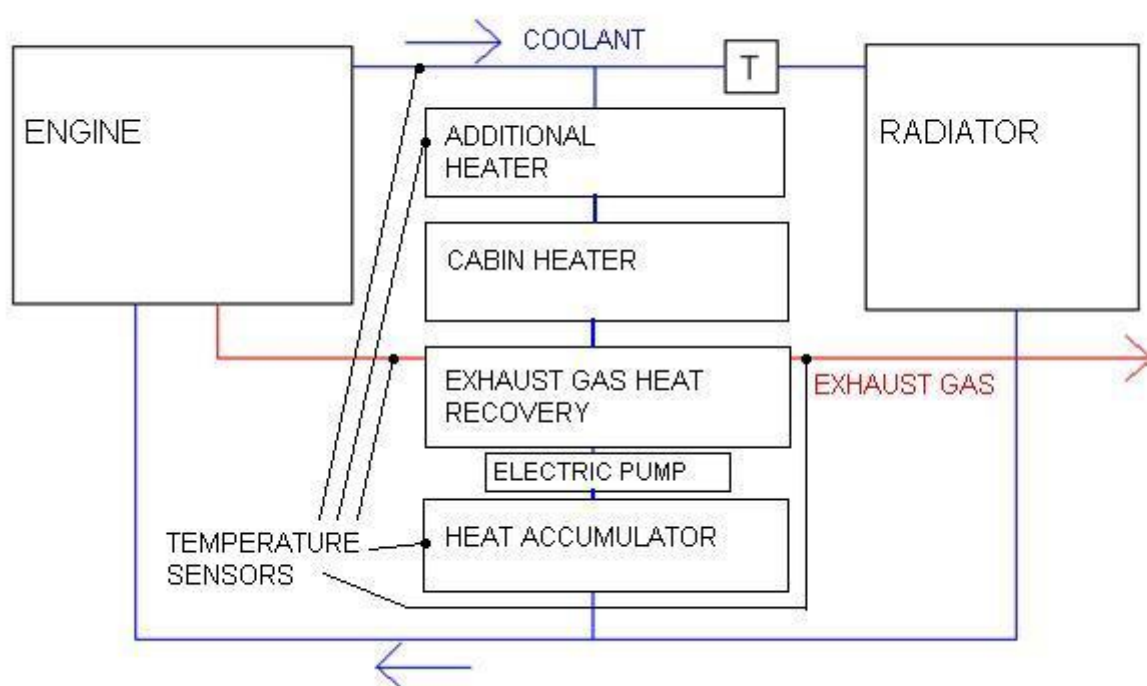 COOLANT
T
ENGINE
ADDITIONAL
HEATER
RADIATOR
CABIN HEATER
EXHAUST GAS HEAT
RECOVERY
EXHAUST GAS
ELECTRIC PUMP
TEMPERATURE
SENSORS
HEAT ACCUMULATOR